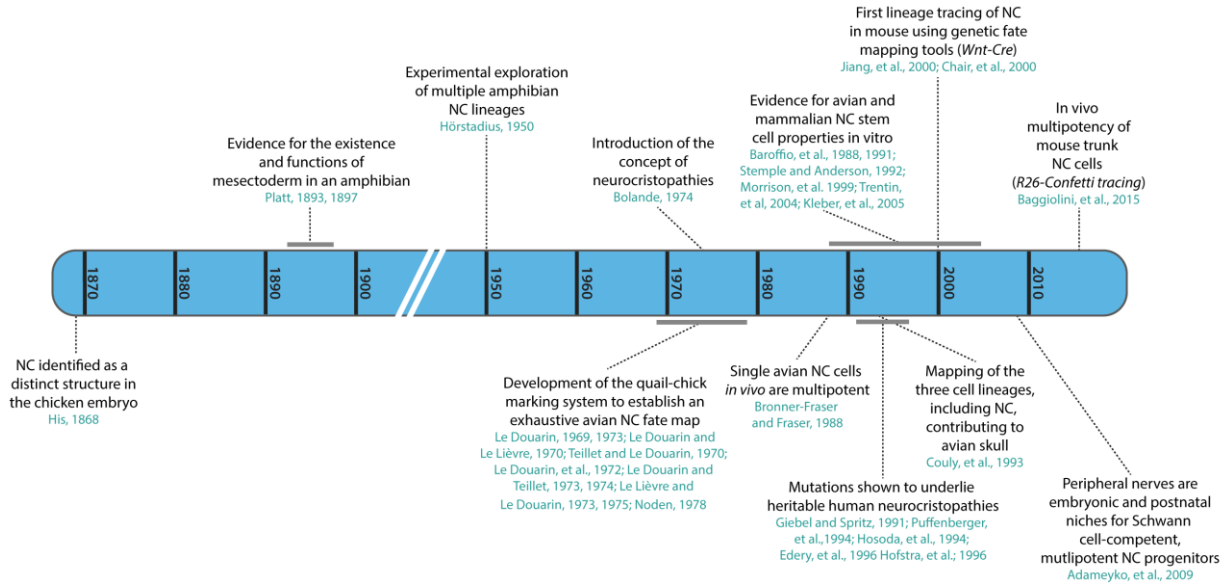 First lineage tracing of NC
in mouse using genetic fate
mapping tools (Wnt-Cre)
Jiang, et al., 2000; Chair, et al., 2000
Experimental exploration
of multiple amphibian
NC lineages
Hörstadius, 1950
Evidence for avian and
mammalian NC stem
cell properties in vitro
Baroffio, et al., 1988, 1991;
Stemple and Anderson, 1992;
Morrison, et al. 1999; Trentin,
et al, 2004; Kleber, et al., 2005
In vivo
multipotency of
mouse trunk
NC cells
(R26-Confetti tracing)
Baggiolini, et al., 2015
Evidence for the existence
and functions of
mesectoderm in an amphibian
Platt, 1893, 1897
Introduction of the
concept of
neurocristopathies
Bolande, 1974
1870
1880
1890
1900
1950
1960
1970
1980
1990
2000
2010
NC identified as a
distinct structure in
the chicken embryo
His, 1868
Development of the quail-chick
marking system to establish an
exhaustive avian NC fate map
Le Douarin, 1969, 1973; Le Douarin and
Le Lièvre, 1970; Teillet and Le Douarin, 1970;
Le Douarin, et al., 1972; Le Douarin and
Teillet, 1973, 1974; Le Lièvre and
Le Douarin, 1973, 1975; Noden, 1978
Single avian NC cells
in vivo are multipotent
Bronner-Fraser
and Fraser, 1988
Mapping of the
three cell lineages,
including NC,
contributing to
avian skull
Couly, et al., 1993
Mutations shown to underlie
heritable human neurocristopathies
Giebel and Spritz, 1991; Puffenberger,
et al.,1994; Hosoda, et al., 1994;
Edery, et al., 1996 Hofstra, et al.; 1996
Peripheral nerves are
embryonic and postnatal
niches for Schwann
cell-competent,
mutlipotent NC progenitors
Adameyko, et al., 2009